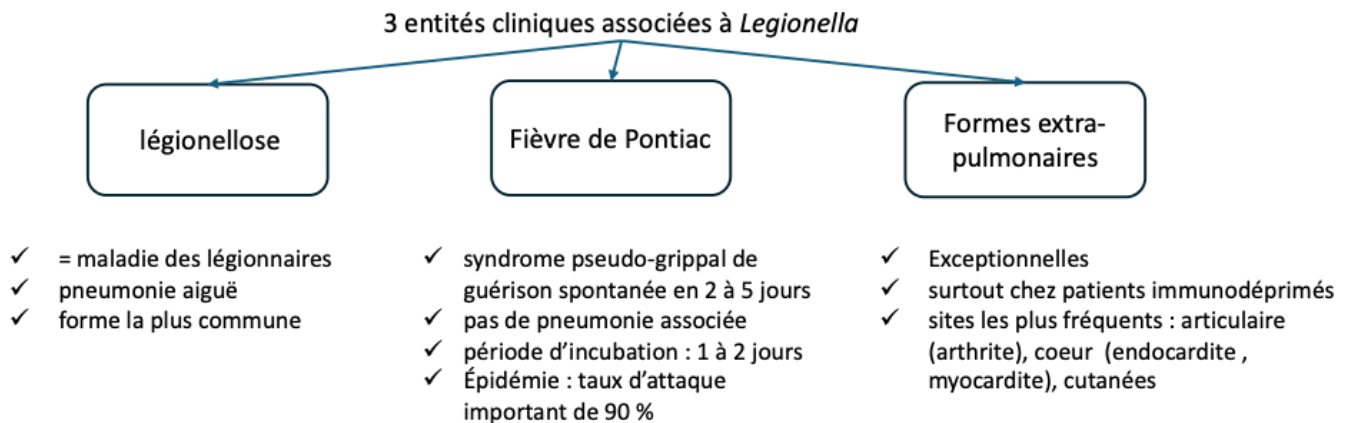 3 entités cliniques associées à Legionella
légionellose
Fièvre de Pontiac
Formes extra-
pulmonaires
✓ = maladie des légionnaires
✓ pneumonie aiguë
✓ forme la plus commune
✓ syndrome pseudo-grippal de
guérison spontanée en 2 à 5 jours
✓ pas de pneumonie associée
✓ période d'incubation : 1 à 2 jours
✓ Épidémie : taux d'attaque
important de 90 %
✓ Exceptionnelles
✓ surtout chez patients immunodéprimés
✓ sites les plus fréquents : articulaire
(arthrite), coeur (endocardite ,
myocardite), cutanées